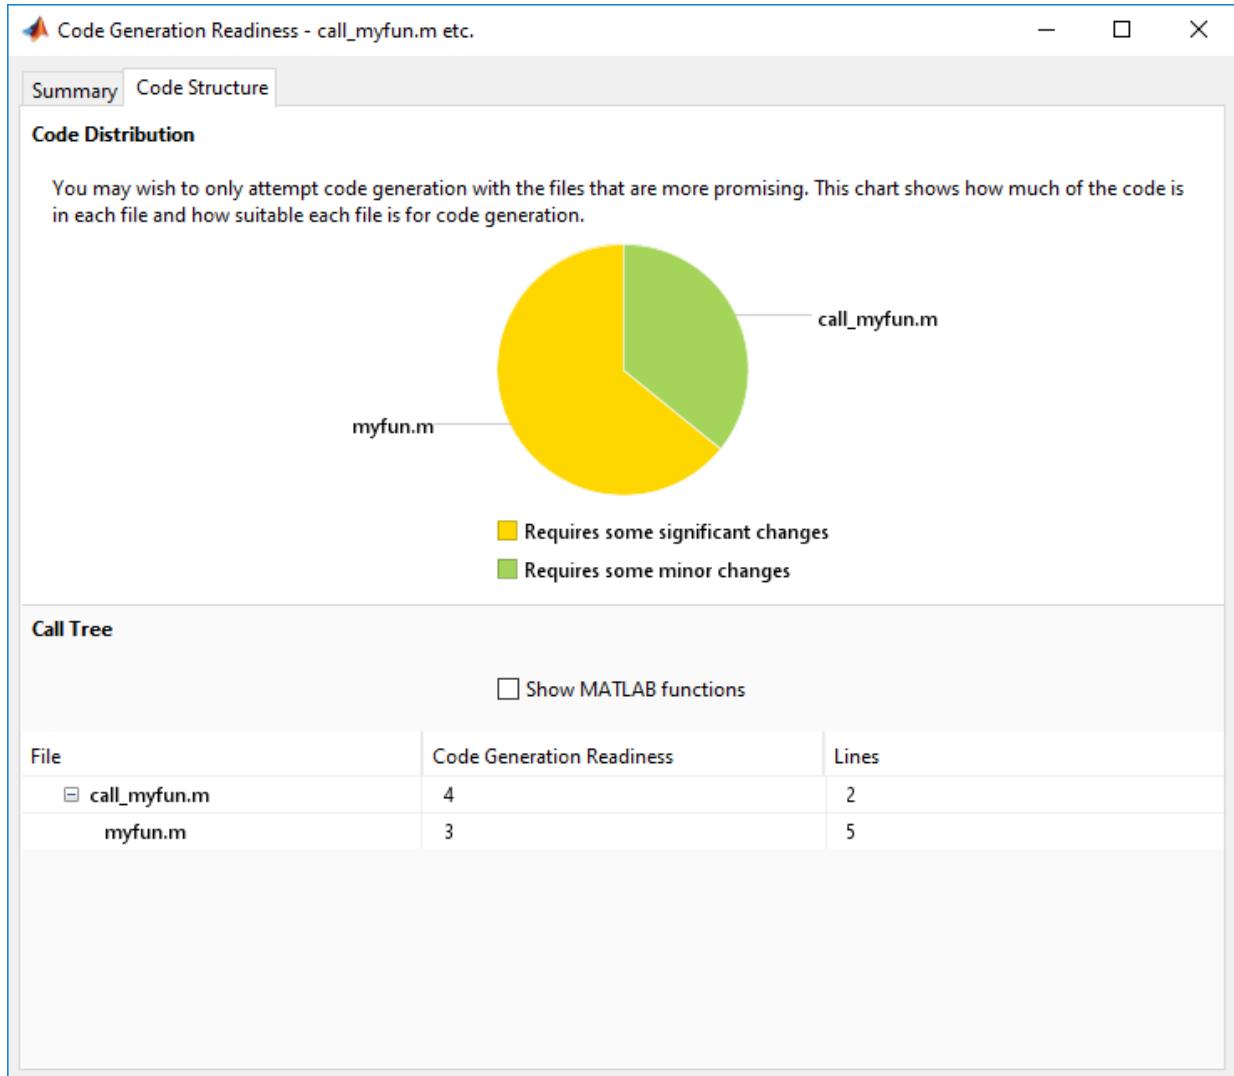 Code Generation Readiness - call_myfun.m etc.
Summary Code Structure
Code Distribution
You may wish to only attempt code generation with the files that are more promising. This chart shows how much of the code is
in each file and how suitable each file is for code generation.
call_myfun.m
myfun.m
Requires some significant changes
Requires some minor changes
Call Tree
Show MATLAB functions
File Code Generation Readiness Lines
call_myfun.m 4 2
myfun.m 3 5